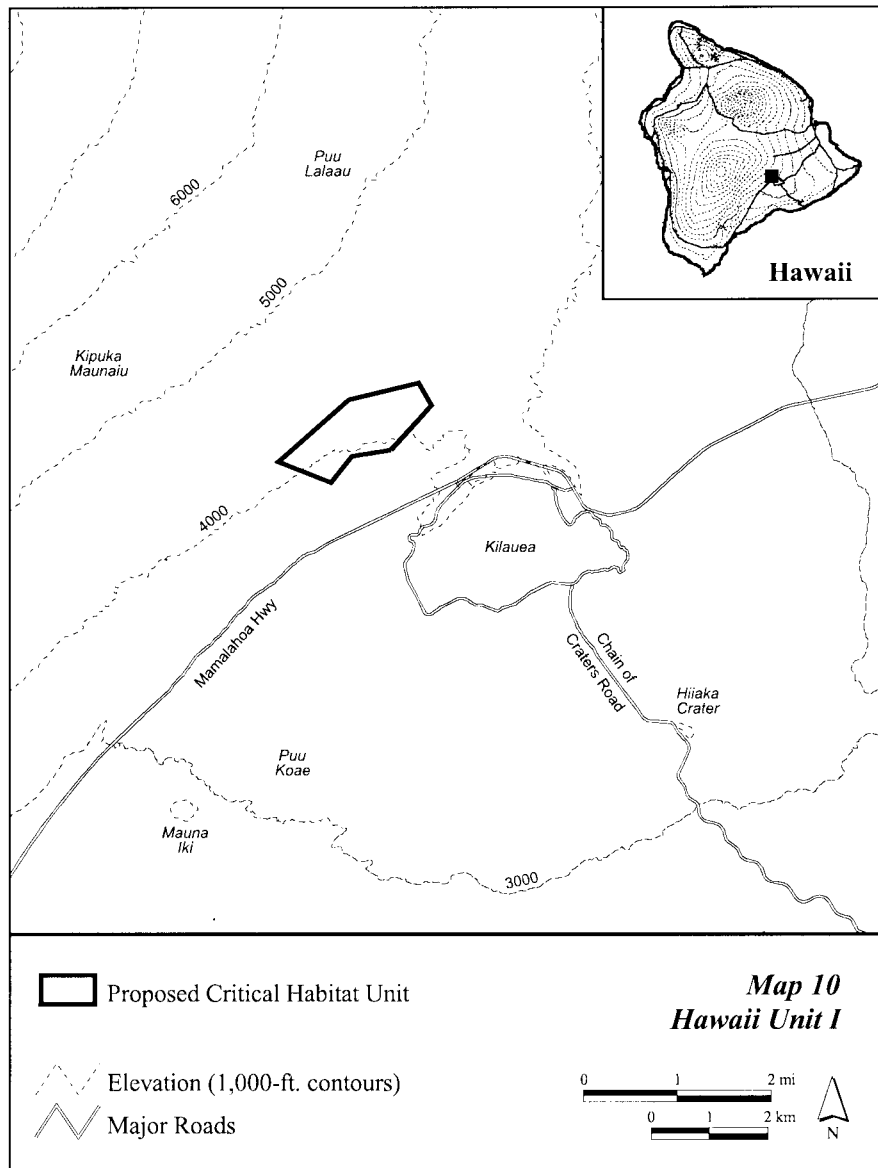 Puu
Lalaau
6000
5000
Hawaii
Kipuka
Maunaiu
4000
Kilauea
Mamalahoa Hwy
Chain of
Craters Road
Hiiaka
Crater
Puu
Koae
Mauna
Iki
3000
Proposed Critical Habitat Unit
Map 10
Hawaii Unit I
Elevation (1,000-ft. contours)
Major Roads
0 1 2 mi
0 1 2 km
N